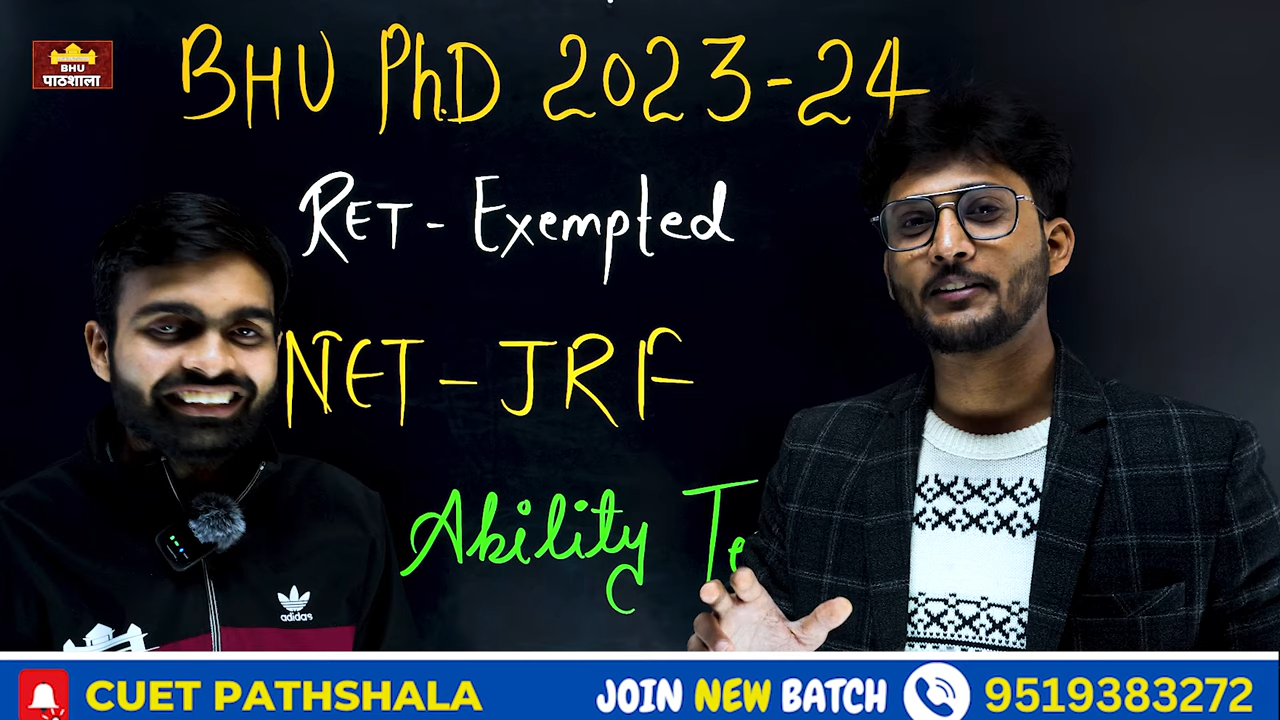 BHU
पाठशाला
BHU PhD 2023-24
RET - Exempted
NET - JRF
Ability
adidas
CUET PATHSHALA
JOIN NEW BATCH
9519383272